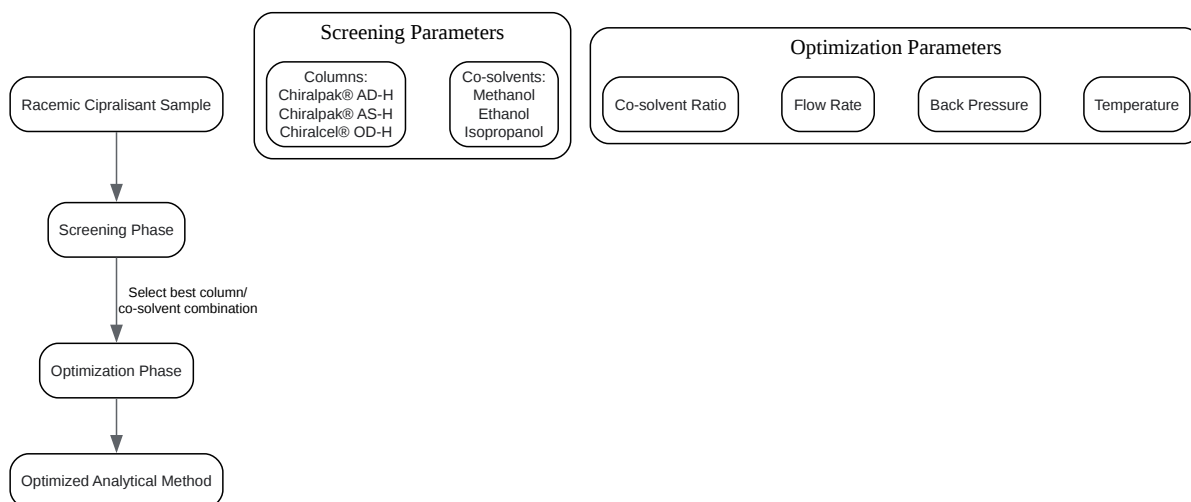 Racemic Cipralisant Sample
Screening Phase
Select best column/
co-solvent combination
Optimization Phase
Optimized Analytical Method
Screening Parameters
Columns:
Chiralpak® AD-H
Chiralpak® AS-H
Chiralcel® OD-H
Co-solvents:
Methanol
Ethanol
Isopropanol
Optimization Parameters
Co-solvent Ratio
Flow Rate
Back Pressure
Temperature